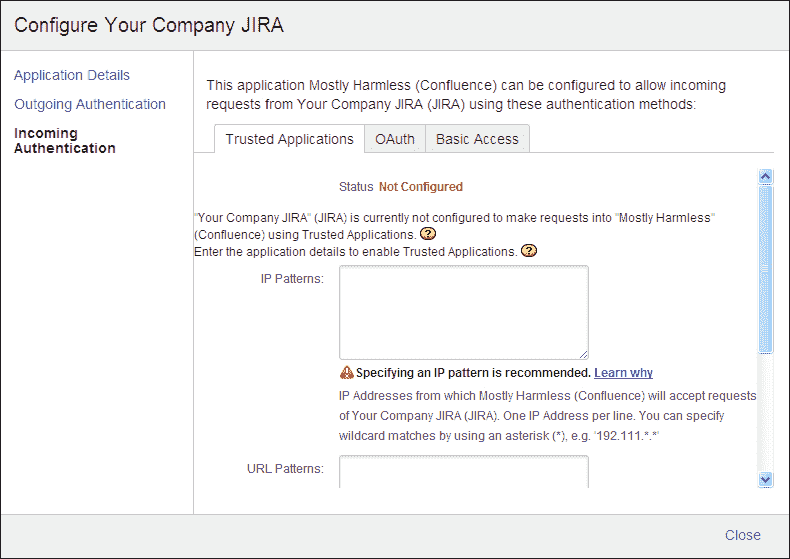 Configure Your Company JIRA
Application Details
Outgoing Authentication
Incoming
Authentication
This application Mostly Harmless (Confluence) can be configured to allow incoming
requests from Your Company JIRA (JIRA) using these authentication methods:
Trusted Applications OAuth Basic Access
Status Not Configured
"Your Company JIRA" (JIRA) is currently not configured to make requests into "Mostly Harmless"
(Confluence) using Trusted Applications. ?
Enter the application details to enable Trusted Applications. ?
IP Patterns:
Specifying an IP pattern is recommended. Learn why
IP Addresses from which Mostly Harmless (Confluence) will accept requests
of Your Company JIRA (JIRA). One IP Address per line. You can specify
wildcard matches by using an asterisk (*), e.g. '192.111.*.*'
URL Patterns:
Close